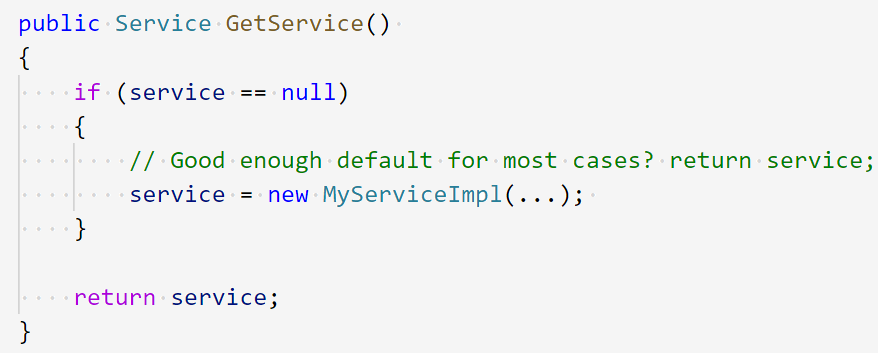 public Service GetService()
{
    if (service == null)
    {
        // Good enough default for most cases? return service;
        service = new MyServiceImpl(...);
    }

    return service;
}